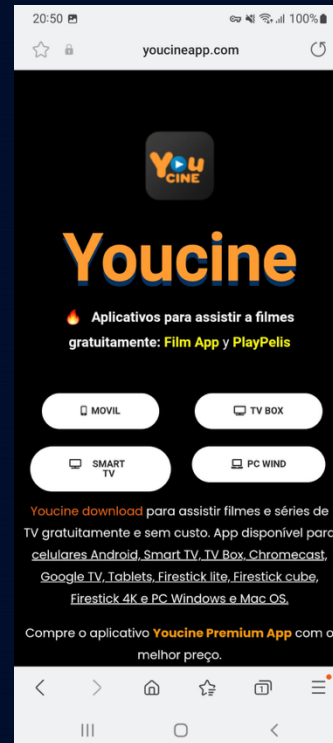 20:50 100%
youcineapp.com
You
CINE
Youcine
Aplicativos para assistir a filmes
gratuitamente: Film App y PlayPelis
MOVIL
TV BOX
SMART
TV
PC WIND
Youcine download para assistir filmes e séries de
TV gratuitamente e sem custo. App disponível para
celulares Android, Smart TV, TV Box, Chromecast,
Google TV, Tablets, Firestick lite, Firestick cube,
Firestick 4K e PC Windows e Mac OS.
Compre o aplicativo Youcine Premium App com o
melhor preço.
1